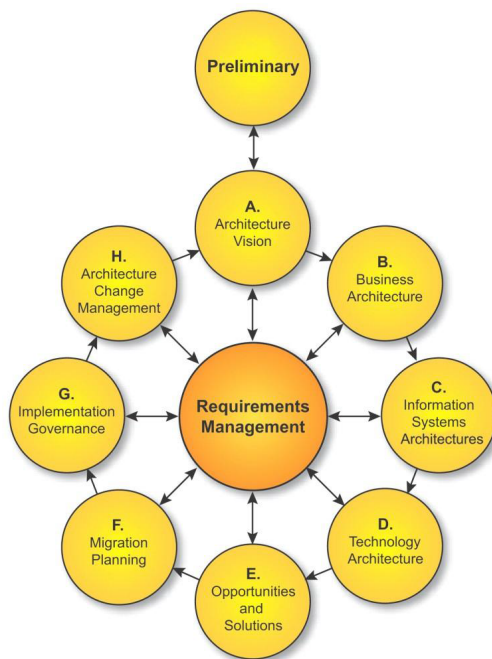 Preliminary
A.
Architecture
Vision
B.
Business
Architecture
C.
Information
Systems
Architectures
D.
Technology
Architecture
E.
Opportunities
and
Solutions
F.
Migration
Planning
G.
Implementation
Governance
H.
Architecture
Change
Management
Requirements
Management